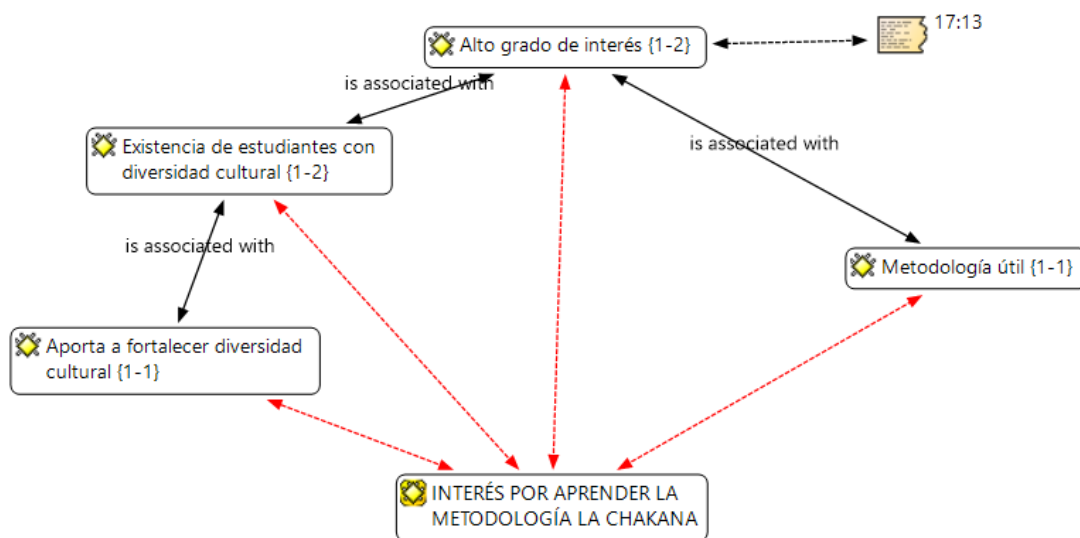 17:13
Alto grado de interés {1-2}
is associated with
Existencia de estudiantes con
diversidad cultural {1-2}
is associated with
is associated with
Metodología útil {1-1}
Aporta a fortalecer diversidad
cultural {1-1}
INTERÉS POR APRENDER LA
METODOLOGÍA LA CHAKANA